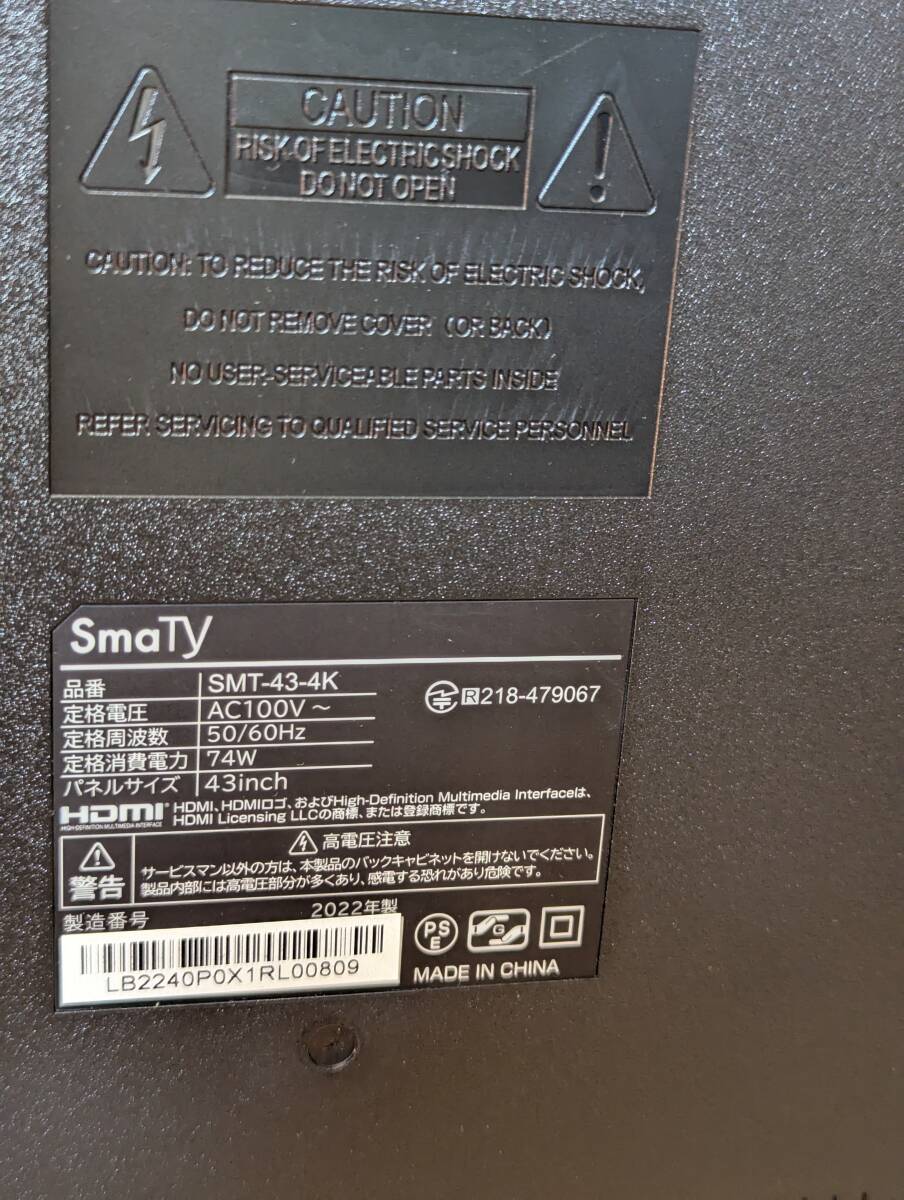 CAUTION
RISK OF ELECTRIC SHOCK
DO NOT OPEN
CAUTION: TO REDUCE THE RISK OF ELECTRIC SHOCK,
DO NOT REMOVE COVER (OR BACK)
NO USER-SERVICEABLE PARTS INSIDE
REFER SERVICING TO QUALIFIED SERVICE PERSONNEL
SmaTy
品番 SMT-43-4K
R 218-479067
定格電圧 AC100V~
定格周波数 50/60Hz
定格消費電力 74W
パネルサイズ 43inch
HDMI
HIGH-DEFINITION MULTIMEDIA INTERFACE
HDMI、HDMIロゴ、およびHigh-Definition Multimedia Interfaceは、
HDMI Licensing LLCの商標、または登録商標です。
警告
高電圧注意
サービスマン以外の方は、本製品のバックキャビネットを開けないでください。
製品内部には高電圧部分が多くあり、感電する恐れがあり危険です。
製造番号 2022年製
LB2240P0X1RL00809
PS
E
G
MADE IN CHINA